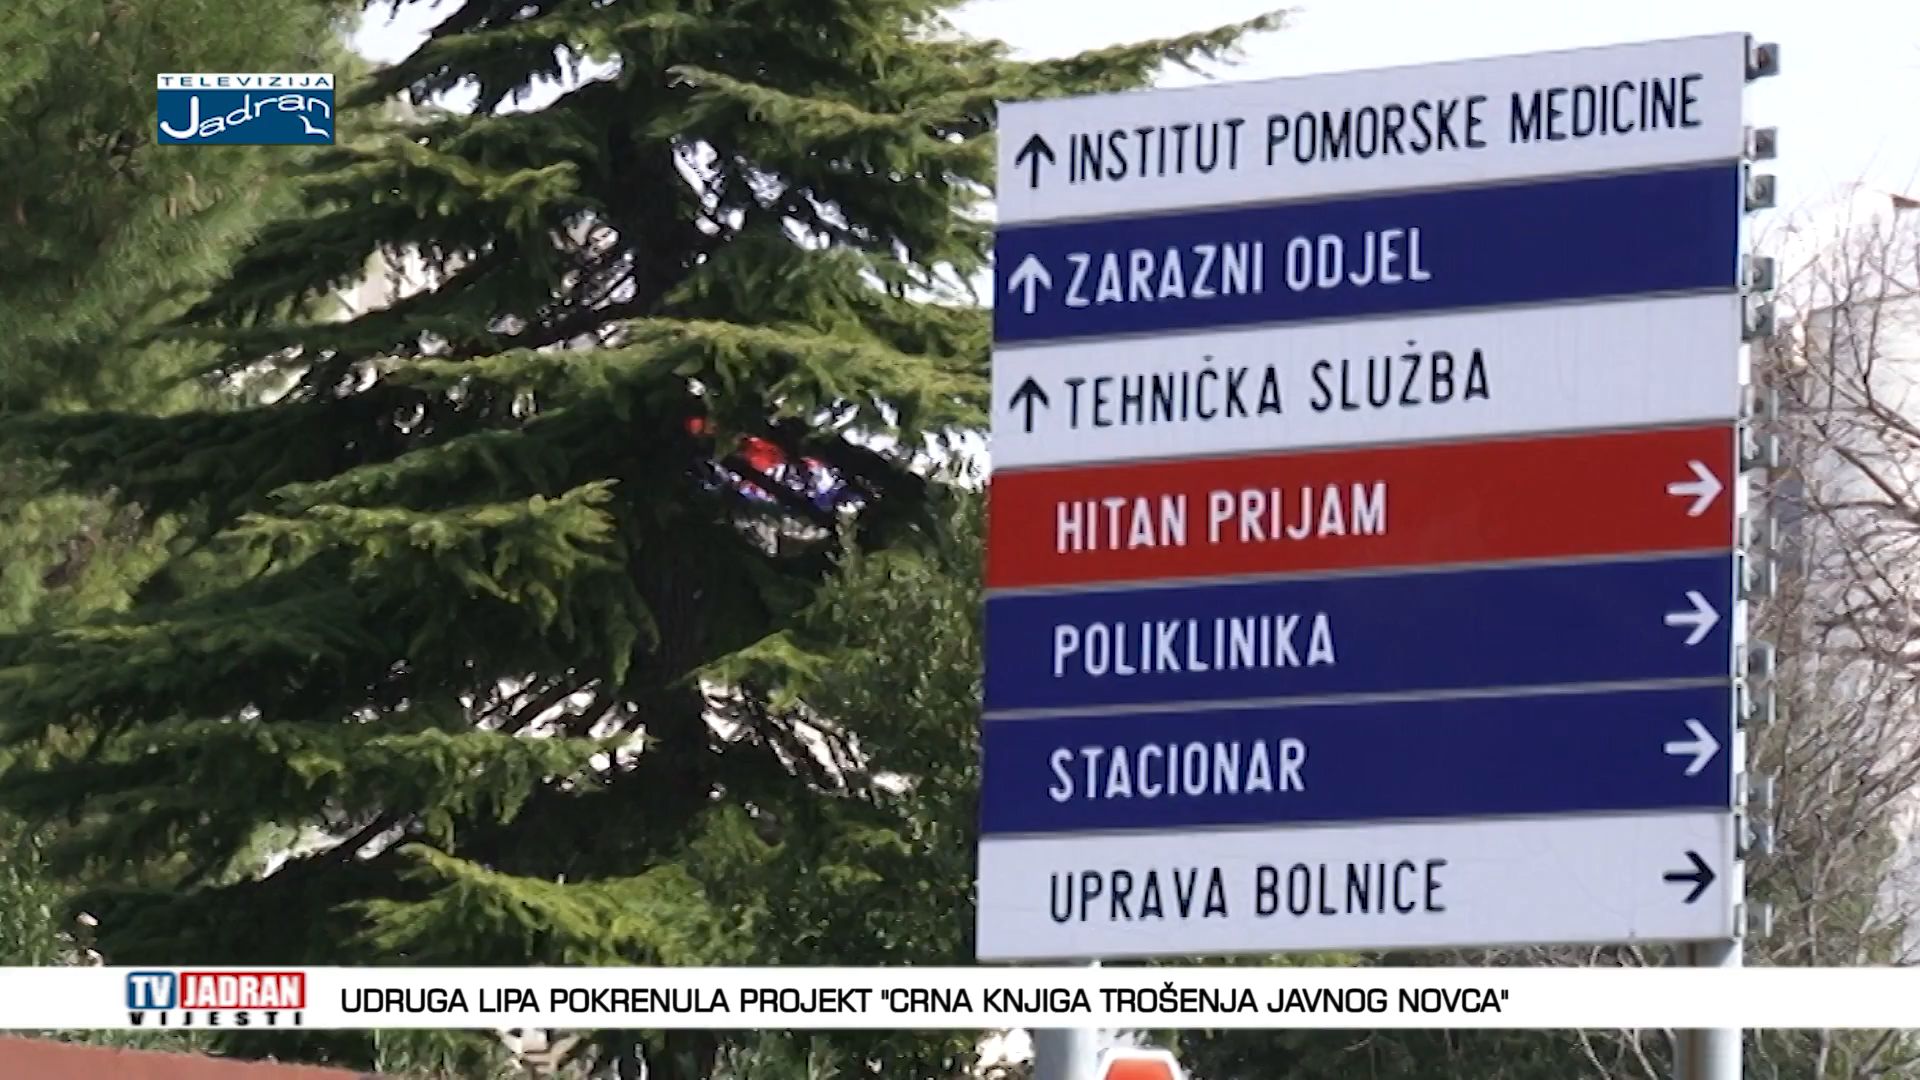 TELEVIZIJA
Jadran
INSTITUT POMORSKE MEDICINE
ZARAZNI ODJEL
TEHNIČKA SLUŽBA
HITAN PRIJAM
POLIKLINIKA
STACIONAR
UPRAVA BOLNICE
TV JADRAN
VIJESTI
UDRUGA LIPA POKRENULA PROJEKT "CRNA KNJIGA TROŠENJA JAVNOG NOVCA"